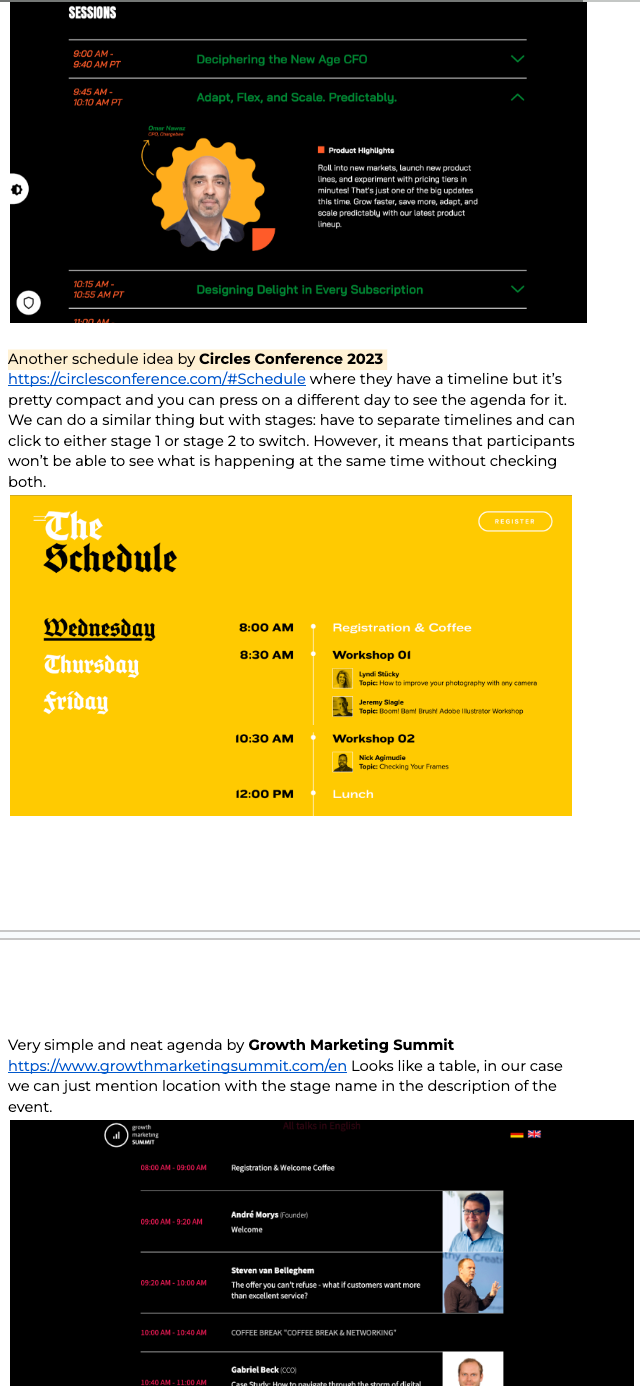 SESSIONS
9:00 AM -
9:40 AM PT
Deciphering the New Age CFO
9:45 AM -
10:10 AM PT
Adapt, Flex, and Scale. Predictably.
Omar Nawaz
CPO, Chargebee
Product Highlights
Roll into new markets, launch new product
lines, and experiment with pricing tiers in
minutes! That's just one of the big updates
this time. Grow faster, save more, adapt, and
scale predictably with our latest product
lineup.
10:15 AM -
10:55 AM PT
Designing Delight in Every Subscription
11:00 AM
Another schedule idea by Circles Conference 2023
https://circlesconference.com/#Schedule where they have a timeline but it's
pretty compact and you can press on a different day to see the agenda for it.
We can do a similar thing but with stages: have to separate timelines and can
click to either stage 1 or stage 2 to switch. However, it means that participants
won't be able to see what is happening at the same time without checking
both.
The
Schedule
REGISTER
Wednesday
Thursday
Friday
8:00 AM
Registration & Coffee
8:30 AM
Workshop 01
Lyndi Stücky
Topic: How to improve your photography with any camera
Jeremy Slagle
Topic: Boom! Bam! Brush! Adobe Illustrator Workshop
10:30 AM
Workshop 02
Nick Agimudie
Topic: Checking Your Frames
12:00 PM
Lunch
Very simple and neat agenda by Growth Marketing Summit
https://www.growthmarketingsummit.com/en Looks like a table, in our case
we can just mention location with the stage name in the description of the
event.
growth
marketing
SUMMIT
All talks in English
08:00 AM - 09:00 AM
Registration & Welcome Coffee
09:00 AM - 9:20 AM
André Morys (Founder)
Welcome
09:20 AM - 10:00 AM
Steven van Belleghem
The offer you can't refuse - what if customers want more
than excellent service?
10:00 AM - 10:40 AM
COFFEE BREAK "COFFEE BREAK & NETWORKING"
10:40 AM - 11:00 AM
Gabriel Beck (CCO)
Case Study: How to navigate through the storm of digital